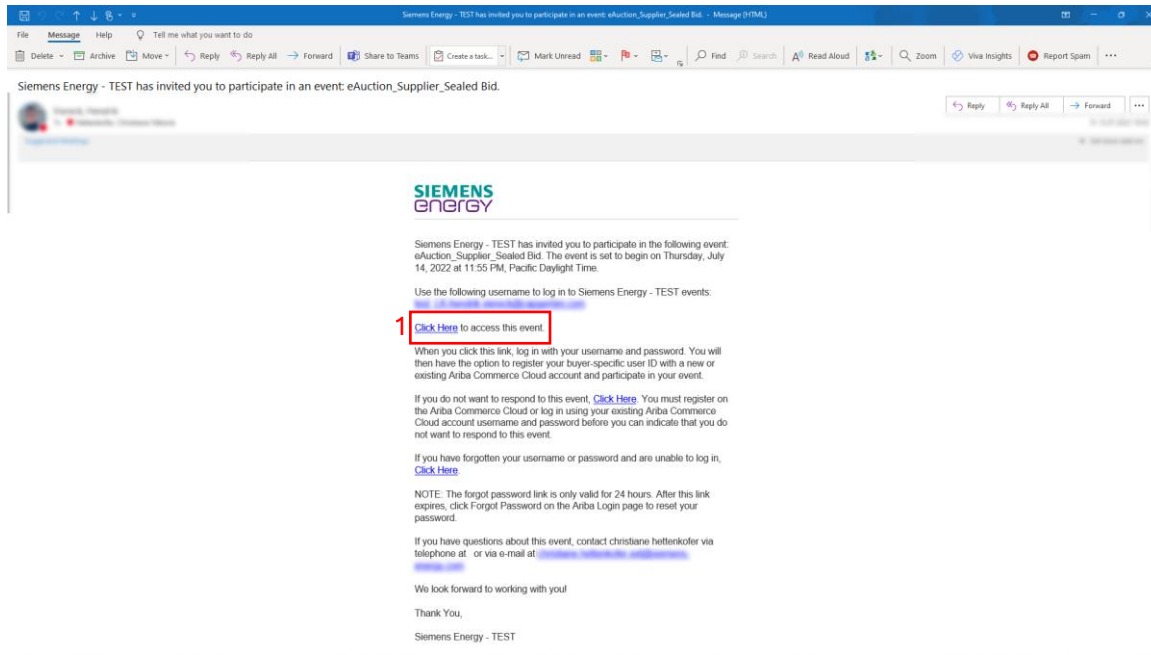 Siemens Energy - TEST has invited you to participate in an event: eAuction_Supplier_Sealed Bid. - Message (HTML)
File Message Help Tell me what you want to do
Delete Archive Move Reply Reply All Forward Share to Teams Create a task... Mark Unread Find Search Read Aloud Zoom Viva Insights Report Spam ...
Siemens Energy - TEST has invited you to participate in an event: eAuction_Supplier_Sealed Bid.
Reply Reply All Forward ...
SIEMENS
energy
Siemens Energy - TEST has invited you to participate in the following event:
eAuction_Supplier_Sealed Bid. The event is set to begin on Thursday, July
14, 2022 at 11:55 PM, Pacific Daylight Time.
Use the following username to log in to Siemens Energy - TEST events:
1 Click Here to access this event.
When you click this link, log in with your username and password. You will
then have the option to register your buyer-specific user ID with a new or
existing Ariba Commerce Cloud account and participate in your event.
If you do not want to respond to this event, Click Here. You must register on
the Ariba Commerce Cloud or log in using your existing Ariba Commerce
Cloud account username and password before you can indicate that you do
not want to respond to this event.
If you have forgotten your username or password and are unable to log in,
Click Here.
NOTE: The forgot password link is only valid for 24 hours. After this link
expires, click Forgot Password on the Ariba Login page to reset your
password.
If you have questions about this event, contact christiane hettenkofer via
telephone at or via e-mail at
We look forward to working with you!
Thank You,
Siemens Energy - TEST